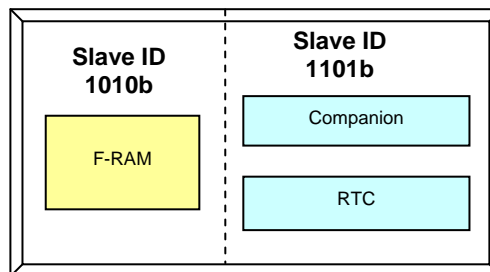 Slave ID
1010b
F-RAM
Slave ID
1101b
Companion
RTC